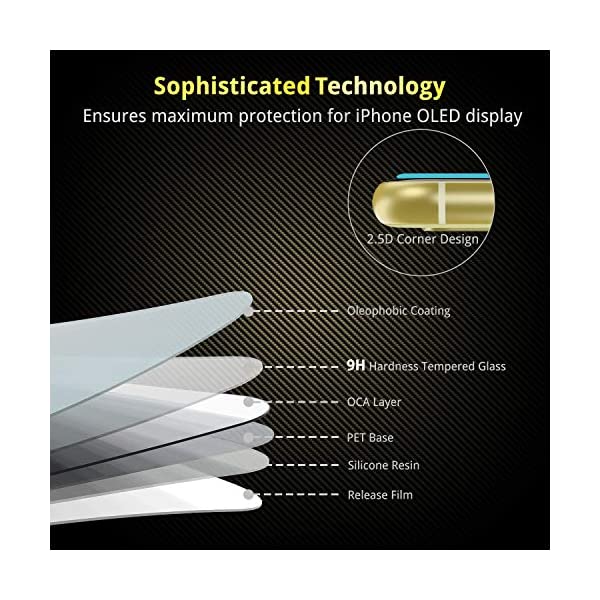 Sophisticated Technology
Ensures maximum protection for iPhone OLED display
2.5D Corner Design
Oleophobic Coating
9H Hardness Tempered Glass
OCA Layer
PET Base
Silicone Resin
Release Film